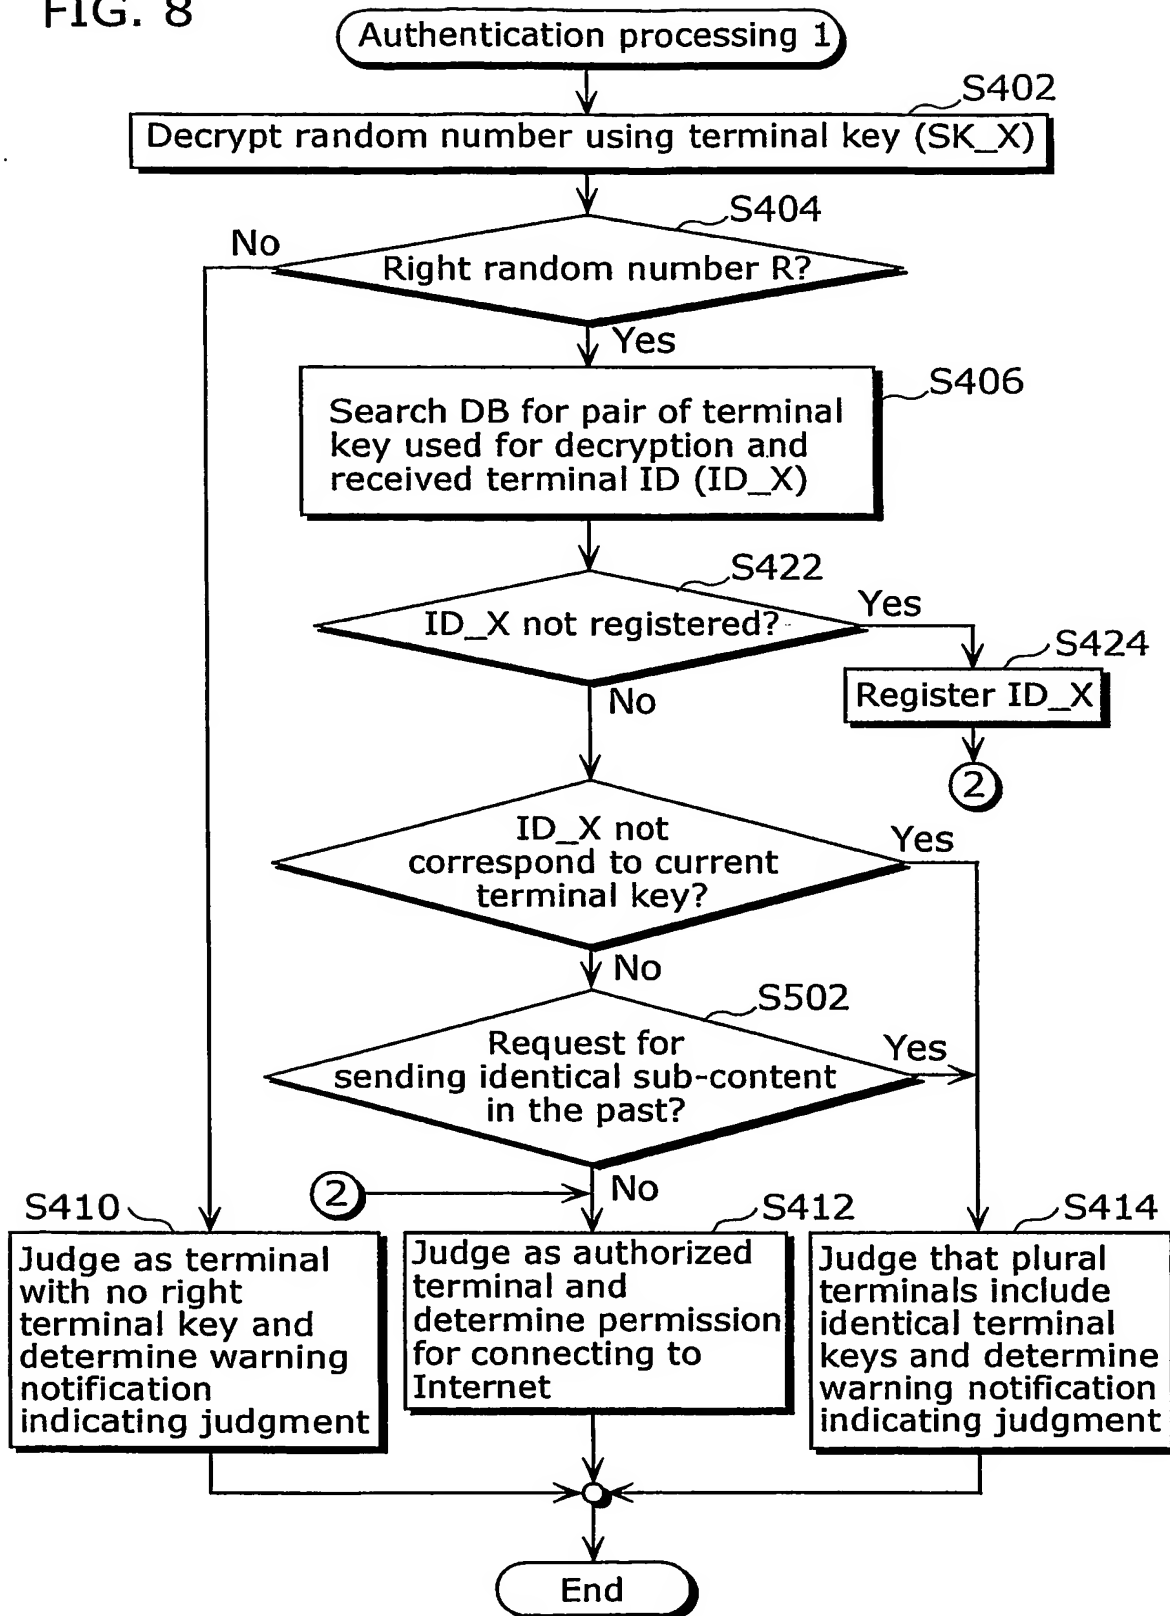 FIG. 8
Authentication processing 1
S402
Decrypt random number using terminal key (SK_X)
S404
No
Right random number R?
Yes
S406
Search DB for pair of terminal
key used for decryption and
received terminal ID (ID_X)
S422
ID_X not registered?
Yes
S424
No
Register ID_X
2
ID_X not
correspond to current
terminal key?
Yes
No
S502
Request for
sending identical sub-content
in the past?
Yes
2
No
S410
Judge as terminal
with no right
terminal key and
determine warning
notification
indicating judgment
S412
Judge as authorized
terminal and
determine permission
for connecting to
Internet
S414
Judge that plural
terminals include
identical terminal
keys and determine
warning notification
indicating judgment
End